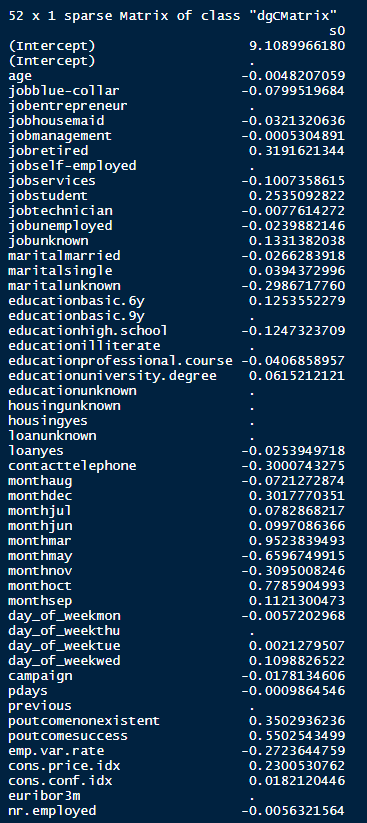 52 x 1 sparse Matrix of class "dgCMatrix"
s0
(Intercept) 9.1089966180
(Intercept) .
age -0.0048207059
jobblue-collar -0.0799519684
jobentrepreneur .
jobhousemaid -0.0321320636
jobmanagement -0.0005304891
jobretired 0.3191621344
jobself-employed .
jobservices -0.1007358615
jobstudent 0.2535092822
jobtechnician -0.0077614272
jobunemployed -0.0239882146
jobunknown 0.1331382038
maritalmarried -0.0266283918
maritalsingle 0.0394372996
maritalunknown -0.2986717760
educationbasic.6y 0.1253552279
educationbasic.9y .
educationhigh.school -0.1247323709
educationilliterate .
educationprofessional.course -0.0406858957
educationuniversity.degree 0.0615212121
educationunknown .
housingunknown .
housingyes .
loanunknown .
loanyes -0.0253949718
contacttelephone -0.3000743275
monthaug -0.0721272874
monthdec 0.3017770351
monthjul 0.0782868217
monthjun 0.0997086366
monthmar 0.9523839493
monthmay -0.6596749915
monthnov -0.3095008246
monthoct 0.7785904993
monthsep 0.1121300473
day_of_weekmon -0.0057202968
day_of_weekthu .
day_of_weektue 0.0021279507
day_of_weekwed 0.1098826522
campaign -0.0178134606
pdays -0.0009864546
previous .
poutcomenonexistent 0.3502936236
poutcomesuccess 0.5502543499
emp.var.rate -0.2723644759
cons.price.idx 0.2300530762
cons.conf.idx 0.0182120446
euribor3m .
nr.employed -0.0056321564